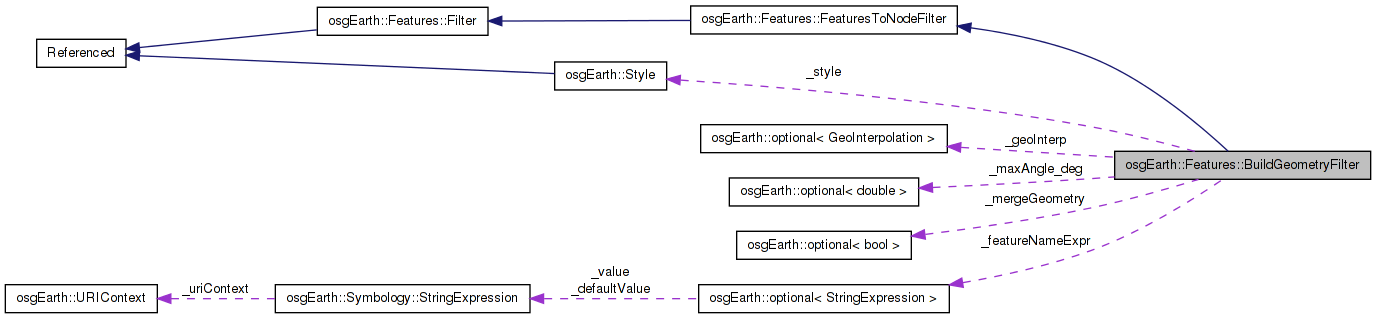 osgEarth::Features::FeaturesToNodeFilter
osgEarth::Features::Filter
Referenced
osgEarth::Style
_style
osgEarth::optional< GeoInterpolation >
_geoInterp
osgEarth::Features::BuildGeometryFilter
_maxAngle_deg
osgEarth::optional< double >
_mergeGeometry
osgEarth::optional< bool >
_featureNameExpr
_value
_defaultValue
_uriContext
osgEarth::URIContext
osgEarth::Symbology::StringExpression
osgEarth::optional< StringExpression >